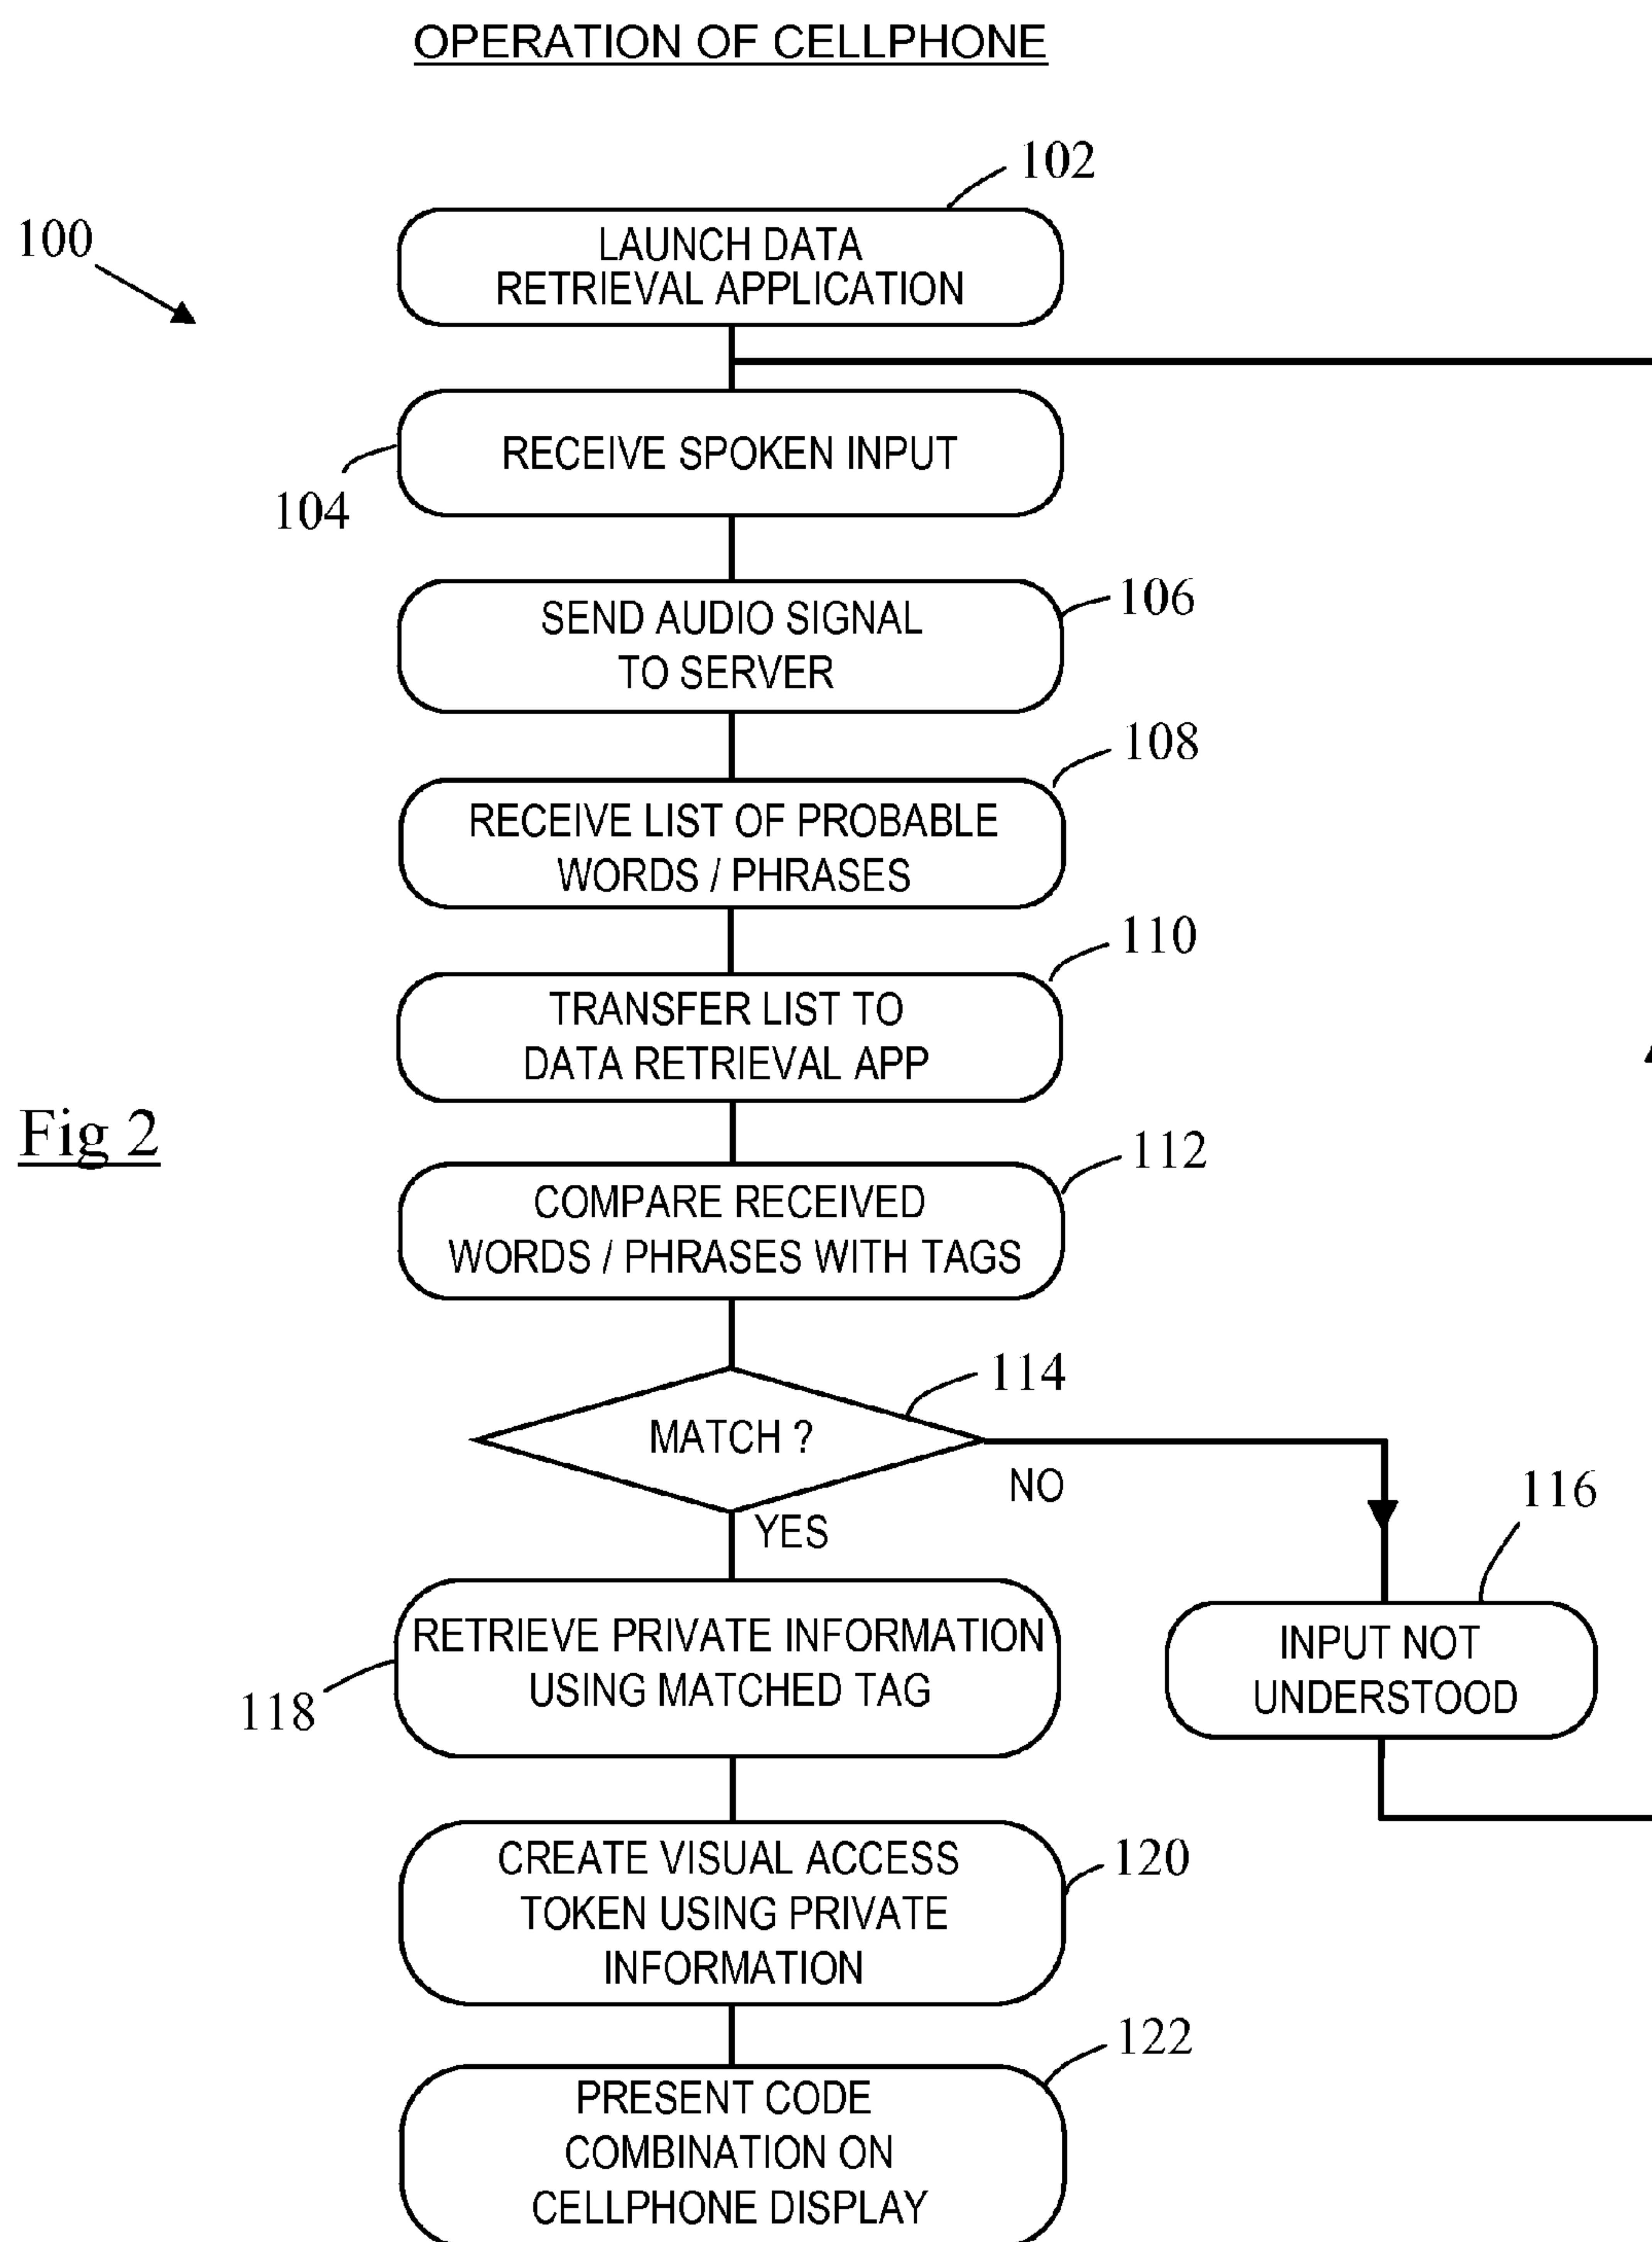 OPERATION OF CELLPHONE
100
102
LAUNCH DATA
RETRIEVAL APPLICATION
RECEIVE SPOKEN INPUT
104
SEND AUDIO SIGNAL
TO SERVER
106
108
RECEIVE LIST OF PROBABLE
WORDS / PHRASES
110
TRANSFER LIST TO
DATA RETRIEVAL APP
Fig 2
112
COMPARE RECEIVED
WORDS / PHRASES WITH TAGS
114
MATCH ?
NO
YES
116
INPUT NOT
UNDERSTOOD
RETRIEVE PRIVATE INFORMATION
USING MATCHED TAG
118
CREATE VISUAL ACCESS
TOKEN USING PRIVATE
INFORMATION
120
122
PRESENT CODE
COMBINATION ON
CELLPHONE DISPLAY